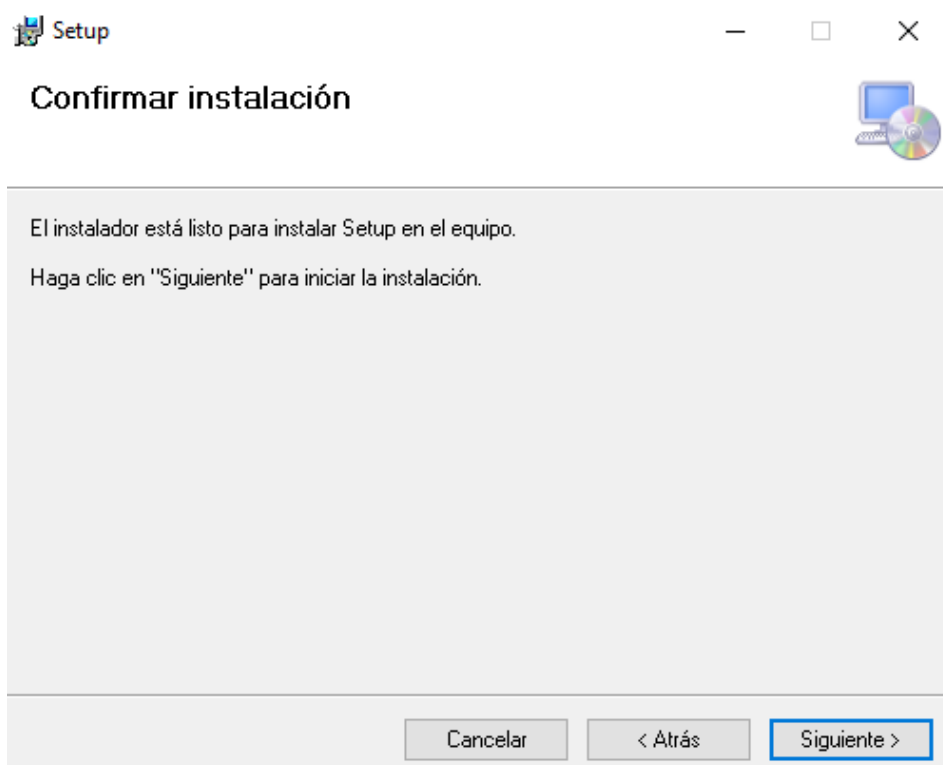 Setup
Confirmar instalación
El instalador está listo para instalar Setup en el equipo.
Haga clic en "Siguiente" para iniciar la instalación.
Cancelar
< Atrás
Siguiente >